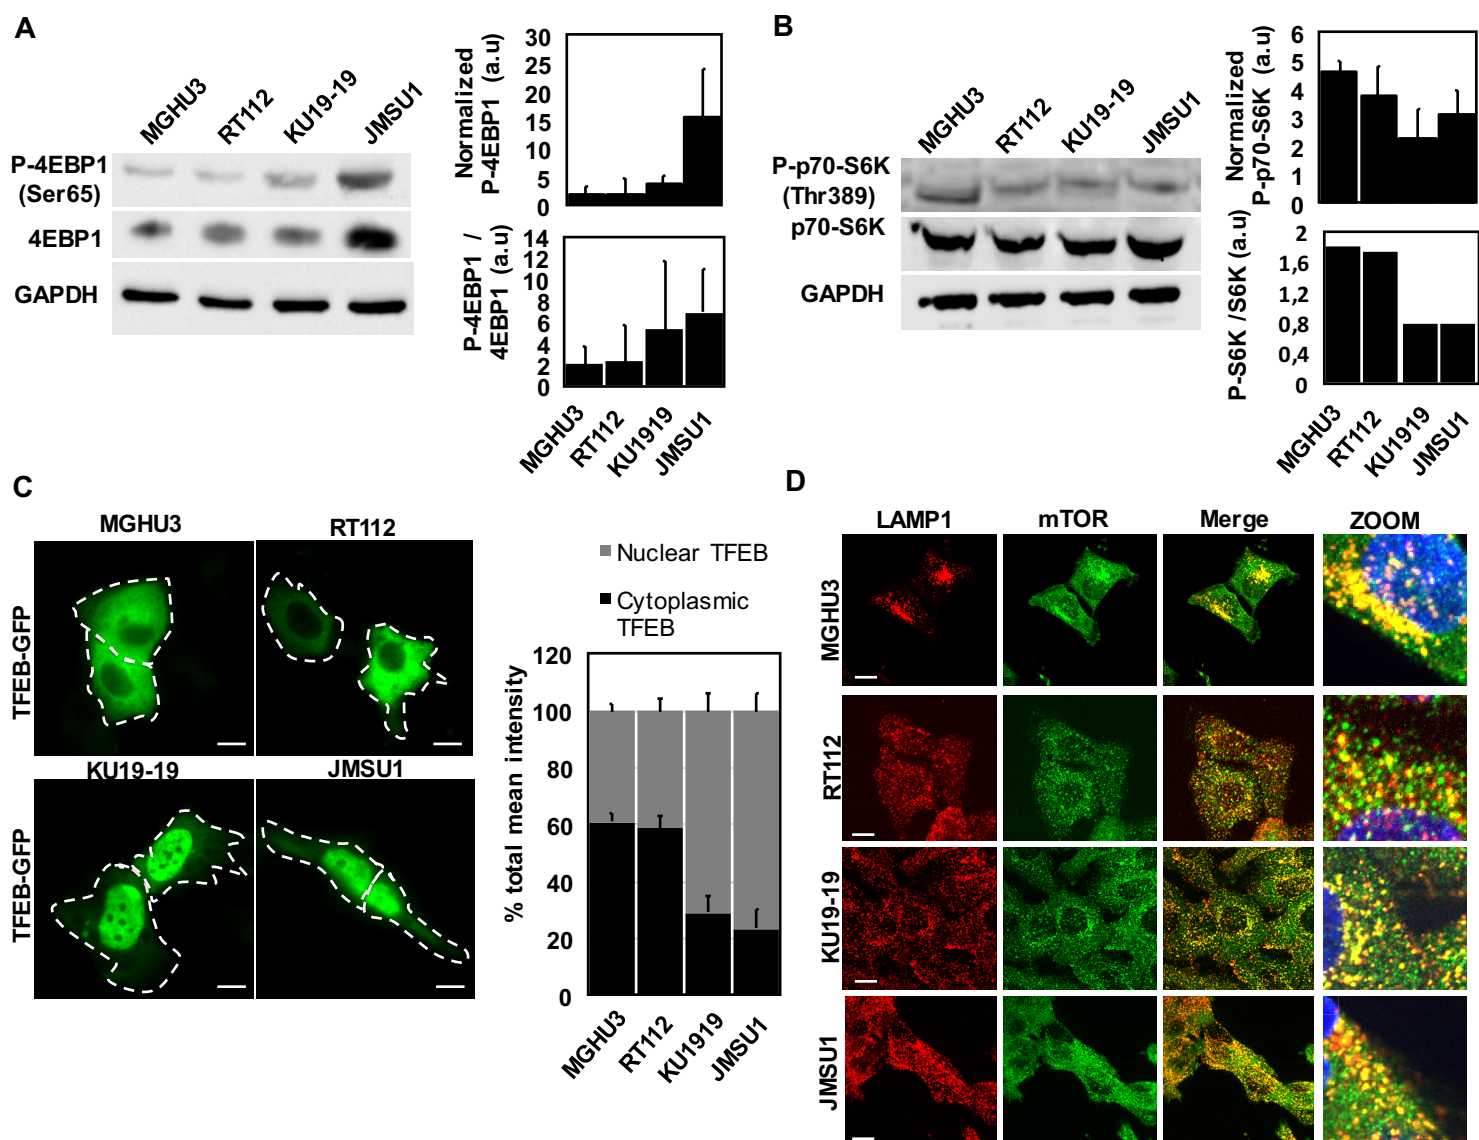 A
MGHU3
RT112
KU19-19
JMSU1
P-4EBP1
(Ser65)
4EBP1
GAPDH
Normalized
P-4EBP1 (a.u)
30
25
20
15
10
5
0
P-4EBP1 /
4EBP1 (a.u)
14
12
10
8
6
4
2
0
MGHU3
RT112
KU1919
JMSU1
B
MGHU3
RT112
KU19-19
JMSU1
P-p70-S6K
(Thr389)
p70-S6K
GAPDH
Normalized
P-p70-S6K (a.u)
6
5
4
3
2
1
0
P-S6K /S6K (a.u)
2
1,6
1,2
0,8
0,4
0
MGHU3
RT112
KU1919
JMSU1
C
MGHU3
RT112
TFEB-GFP
KU19-19
JMSU1
TFEB-GFP
Nuclear TFEB
Cytoplasmic
TFEB
% total mean intensity
120
100
80
60
40
20
0
MGHU3
RT112
KU1919
JMSU1
D
LAMP1
mTOR
Merge
ZOOM
MGHU3
RT112
KU19-19
JMSU1